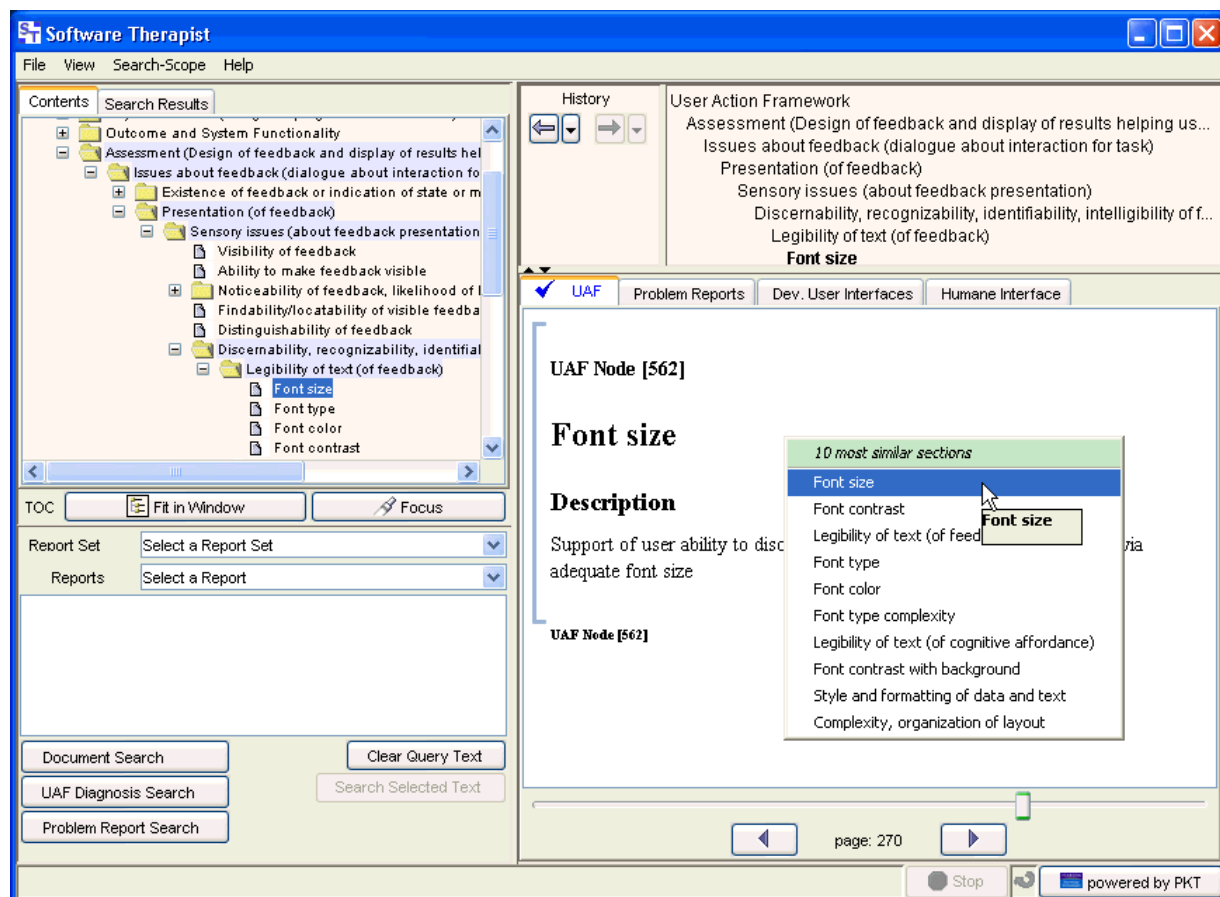 Software Therapist
File View Search-Scope Help
Contents Search Results
Outcome and System Functionality
Assessment (Design of feedback and display of results hel
Issues about feedback (dialogue about interaction fo
Existence of feedback or indication of state or m
Presentation (of feedback)
Sensory issues (about feedback presentation
Visibility of feedback
Ability to make feedback visible
Noticeability of feedback, likelihood of
Findability/locatability of visible feedba
Distinguishability of feedback
Discernability, recognizability, identifial
Legibility of text (of feedback)
Font size
Font type
Font color
Font contrast
TOC Fit in Window Focus
Report Set Select a Report Set
Reports Select a Report
Document Search Clear Query Text
UAF Diagnosis Search Search Selected Text
Problem Report Search
History
User Action Framework
Assessment (Design of feedback and display of results helping us...
Issues about feedback (dialogue about interaction for task)
Presentation (of feedback)
Sensory issues (about feedback presentation)
Discernability, recognizability, identifiability, intelligibility of f...
Legibility of text (of feedback)
Font size
UAF Problem Reports Dev. User Interfaces Humane Interface
UAF Node [562]
Font size
Description
Support of user ability to disc via
adequate font size
UAF Node [562]
10 most similar sections
Font size
Font contrast
Font size
Legibility of text (of feed
Font type
Font color
Font type complexity
Legibility of text (of cognitive affordance)
Font contrast with background
Style and formatting of data and text
Complexity, organization of layout
page: 270
Stop powered by PKT